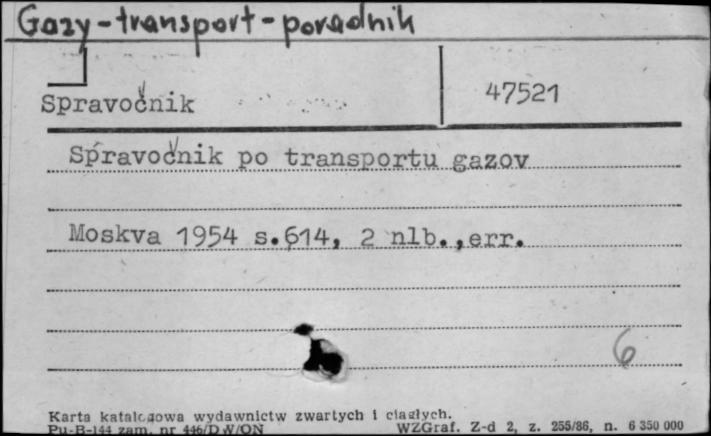 Gazy-transport-poradnik
Spravočnik
47521
Spravočnik po transportu gazov
Moskva 1954 s.614, 2 nlb.,err.
6
Karta katalogowa wydawnictw zwartych i ciągłych.
Pu-B-144 zam. nr 446/DW/ON
WZGraf. Z-d 2, z. 255/86, n. 6 350 000